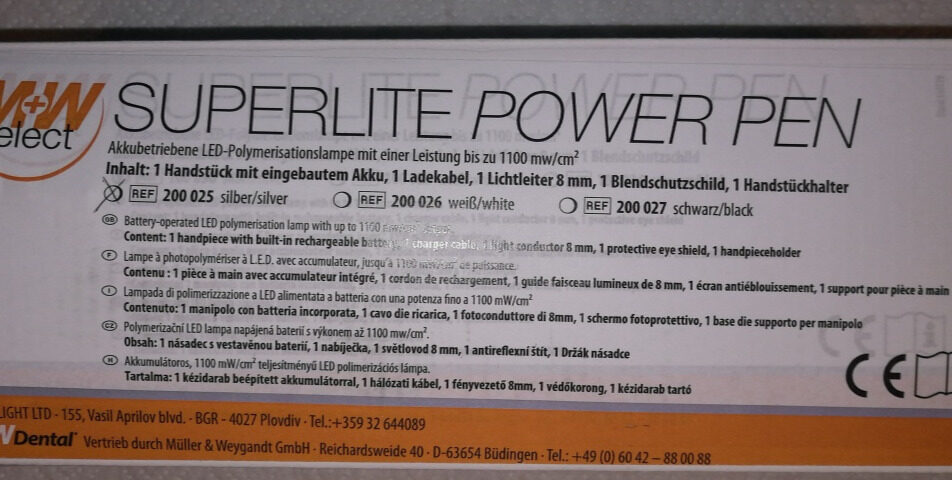 M+W
elect
SUPERLITE POWER PEN
Akkubetriebene LED-Polymerisationslampe mit einer Leistung bis zu 1100 mw/cm²
Inhalt: 1 Handstück mit eingebautem Akku, 1 Ladekabel, 1 Lichtleiter 8 mm, 1 Blendschutzschild, 1 Handstückhalter
REF 200 025 silber/silver REF 200 026 weiß/white REF 200 027 schwarz/black
GB Battery-operated LED polymerisation lamp with up to 1100
Content: 1 handpiece with built-in rechargeable battery, 1 charger cable, 1 light conductor 8 mm, 1 protective eye shield, 1 handpieceholder
F Lampe à photopolymériser à L.E.D. avec accumulateur, jusqu'à 1100 mw/cm² de puissance.
Contenu : 1 pièce à main avec accumulateur intégré, 1 cordon de rechargement, 1 guide faisceau lumineux de 8 mm, 1 écran antiéblouissement, 1 support pour pièce à main
I Lampada di polimerizzazione a LED alimentata a batteria con una potenza fino a 1100 mW/cm²
Contenuto: 1 manipolo con batteria incorporata, 1 cavo die ricarica, 1 fotoconduttore di 8mm, 1 schermo fotoprotettivo, 1 base die supporto per manipolo
CZ Polymerizační LED lampa napájená baterií s výkonem až 1100 mw/cm².
Obsah: 1 násadec s vestavěnou baterií, 1 nabíječka, 1 světlovod 8 mm, 1 antireflexní štít, 1 Držák násadce
H Akkumulátoros, 1100 mW/cm² teljesítményű LED polimerizációs lámpa.
Tartalma: 1 kézidarab beépített akkumulátorral, 1 hálózati kábel, 1 fényvezető 8mm, 1 védőkorong, 1 kézidarab tartó
CE
LIGHT LTD - 155, Vasil Aprilov blvd. - BGR - 4027 Plovdiv - Tel.:+359 32 644089
W Dental Vertrieb durch Müller & Weygandt GmbH - Reichardsweide 40 - D-63654 Büdingen - Tel.: +49 (0) 60 42 – 88 00 88